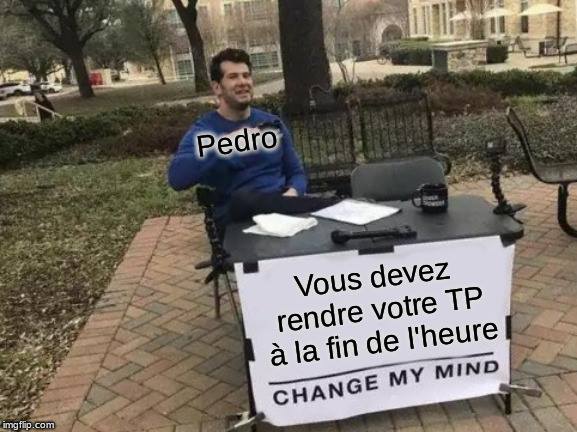 Pedro
Vous devez
rendre votre TP
à la fin de l'heure
CHANGE MY MIND
imgflip.com